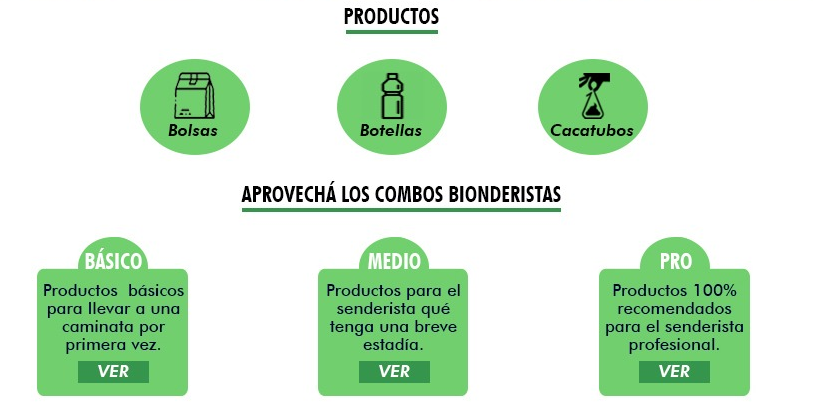 PRODUCTOS
Bolsas
Botellas
Cacatubos
APROVECHÁ LOS COMBOS BIONDERISTAS
BÁSICO
Productos básicos
para llevar a una
caminata por
primera vez.
VER
MEDIO
Productos para el
senderista qué
tenga una breve
estadía.
VER
PRO
Productos 100%
recomendados
para el senderista
profesional.
VER